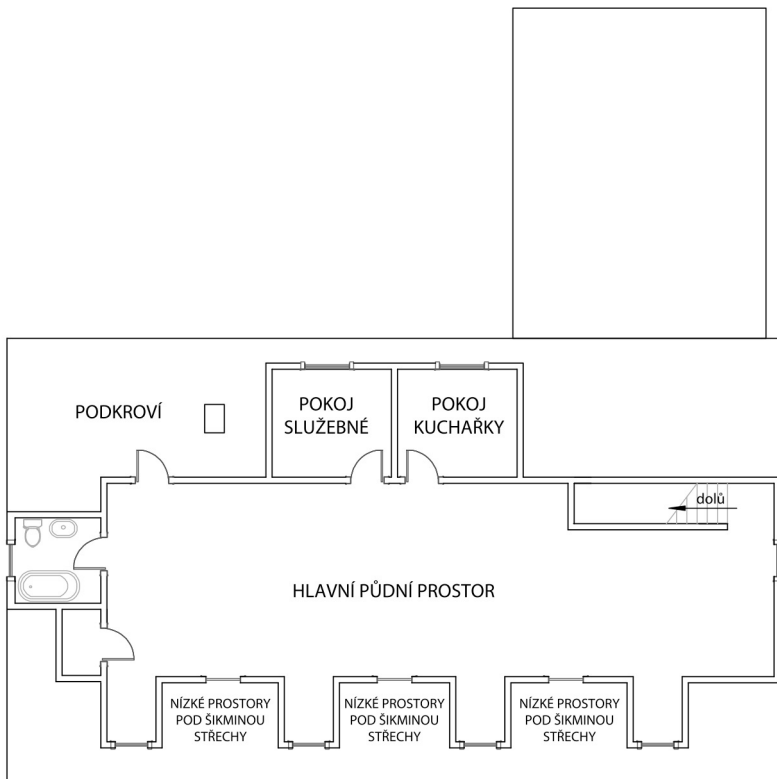 PODKROVÍ
POKOJ
SLUŽEBNÉ
POKOJ
KUCHAŘKY
dolů
HLAVNÍ PŮDNÍ PROSTOR
NÍZKÉ PROSTORY
POD ŠIKMINOU
STŘECHY
NÍZKÉ PROSTORY
POD ŠIKMINOU
STŘECHY
NÍZKÉ PROSTORY
POD ŠIKMINOU
STŘECHY